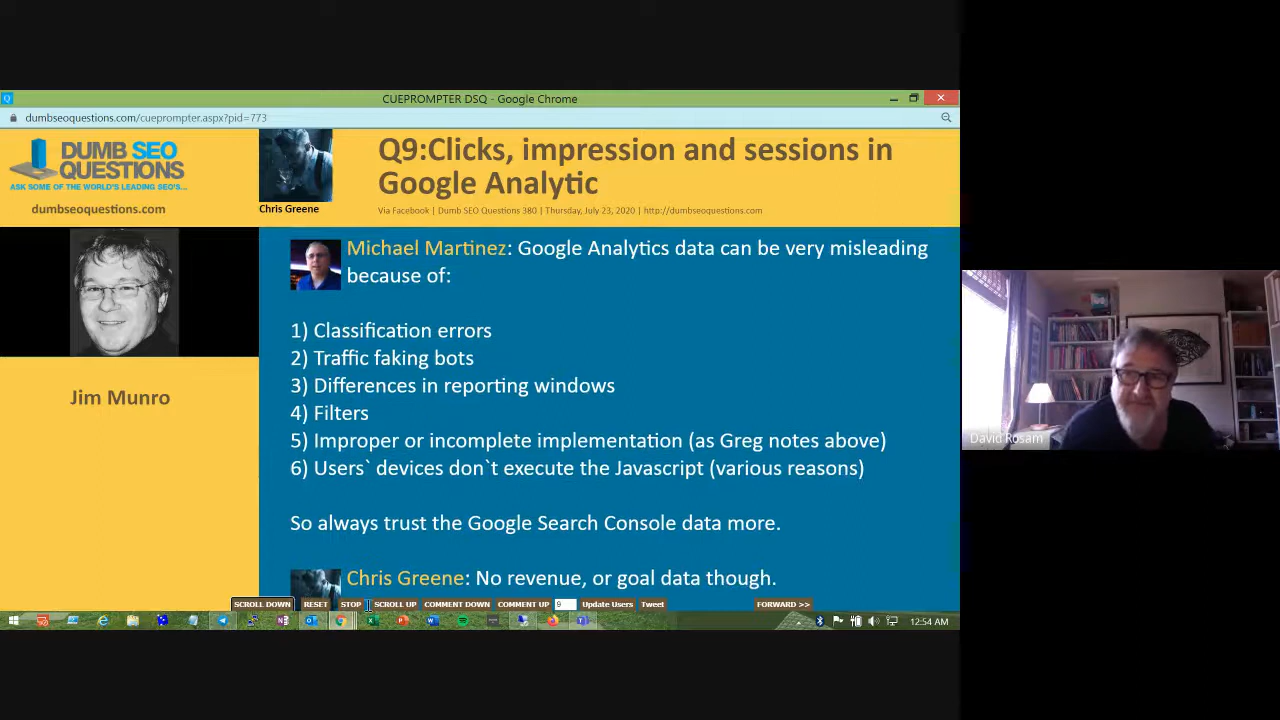 CUEPROMPTER DSQ - Google Chrome
dumbseoquestions.com/cueprompter.aspx?pid=773
DUMB SEO
QUESTIONS
ASK SOME OF THE WORLD'S LEADING SEO'S...
dumbseoquestions.com
Chris Greene
Q9:Clicks, impression and sessions in
Google Analytic
Via Facebook | Dumb SEO Questions 380 | Thursday, July 23, 2020 | http://dumbseoquestions.com
Jim Munro
Michael Martinez: Google Analytics data can be very misleading
because of:
1) Classification errors
2) Traffic faking bots
3) Differences in reporting windows
4) Filters
5) Improper or incomplete implementation (as Greg notes above)
6) Users` devices don`t execute the Javascript (various reasons)
So always trust the Google Search Console data more.
Chris Greene: No revenue, or goal data though.
SCROLL DOWN RESET STOP SCROLL UP COMMENT DOWN COMMENT UP 9 Update Users Tweet FORWARD >>
12:54 AM
David Rosam